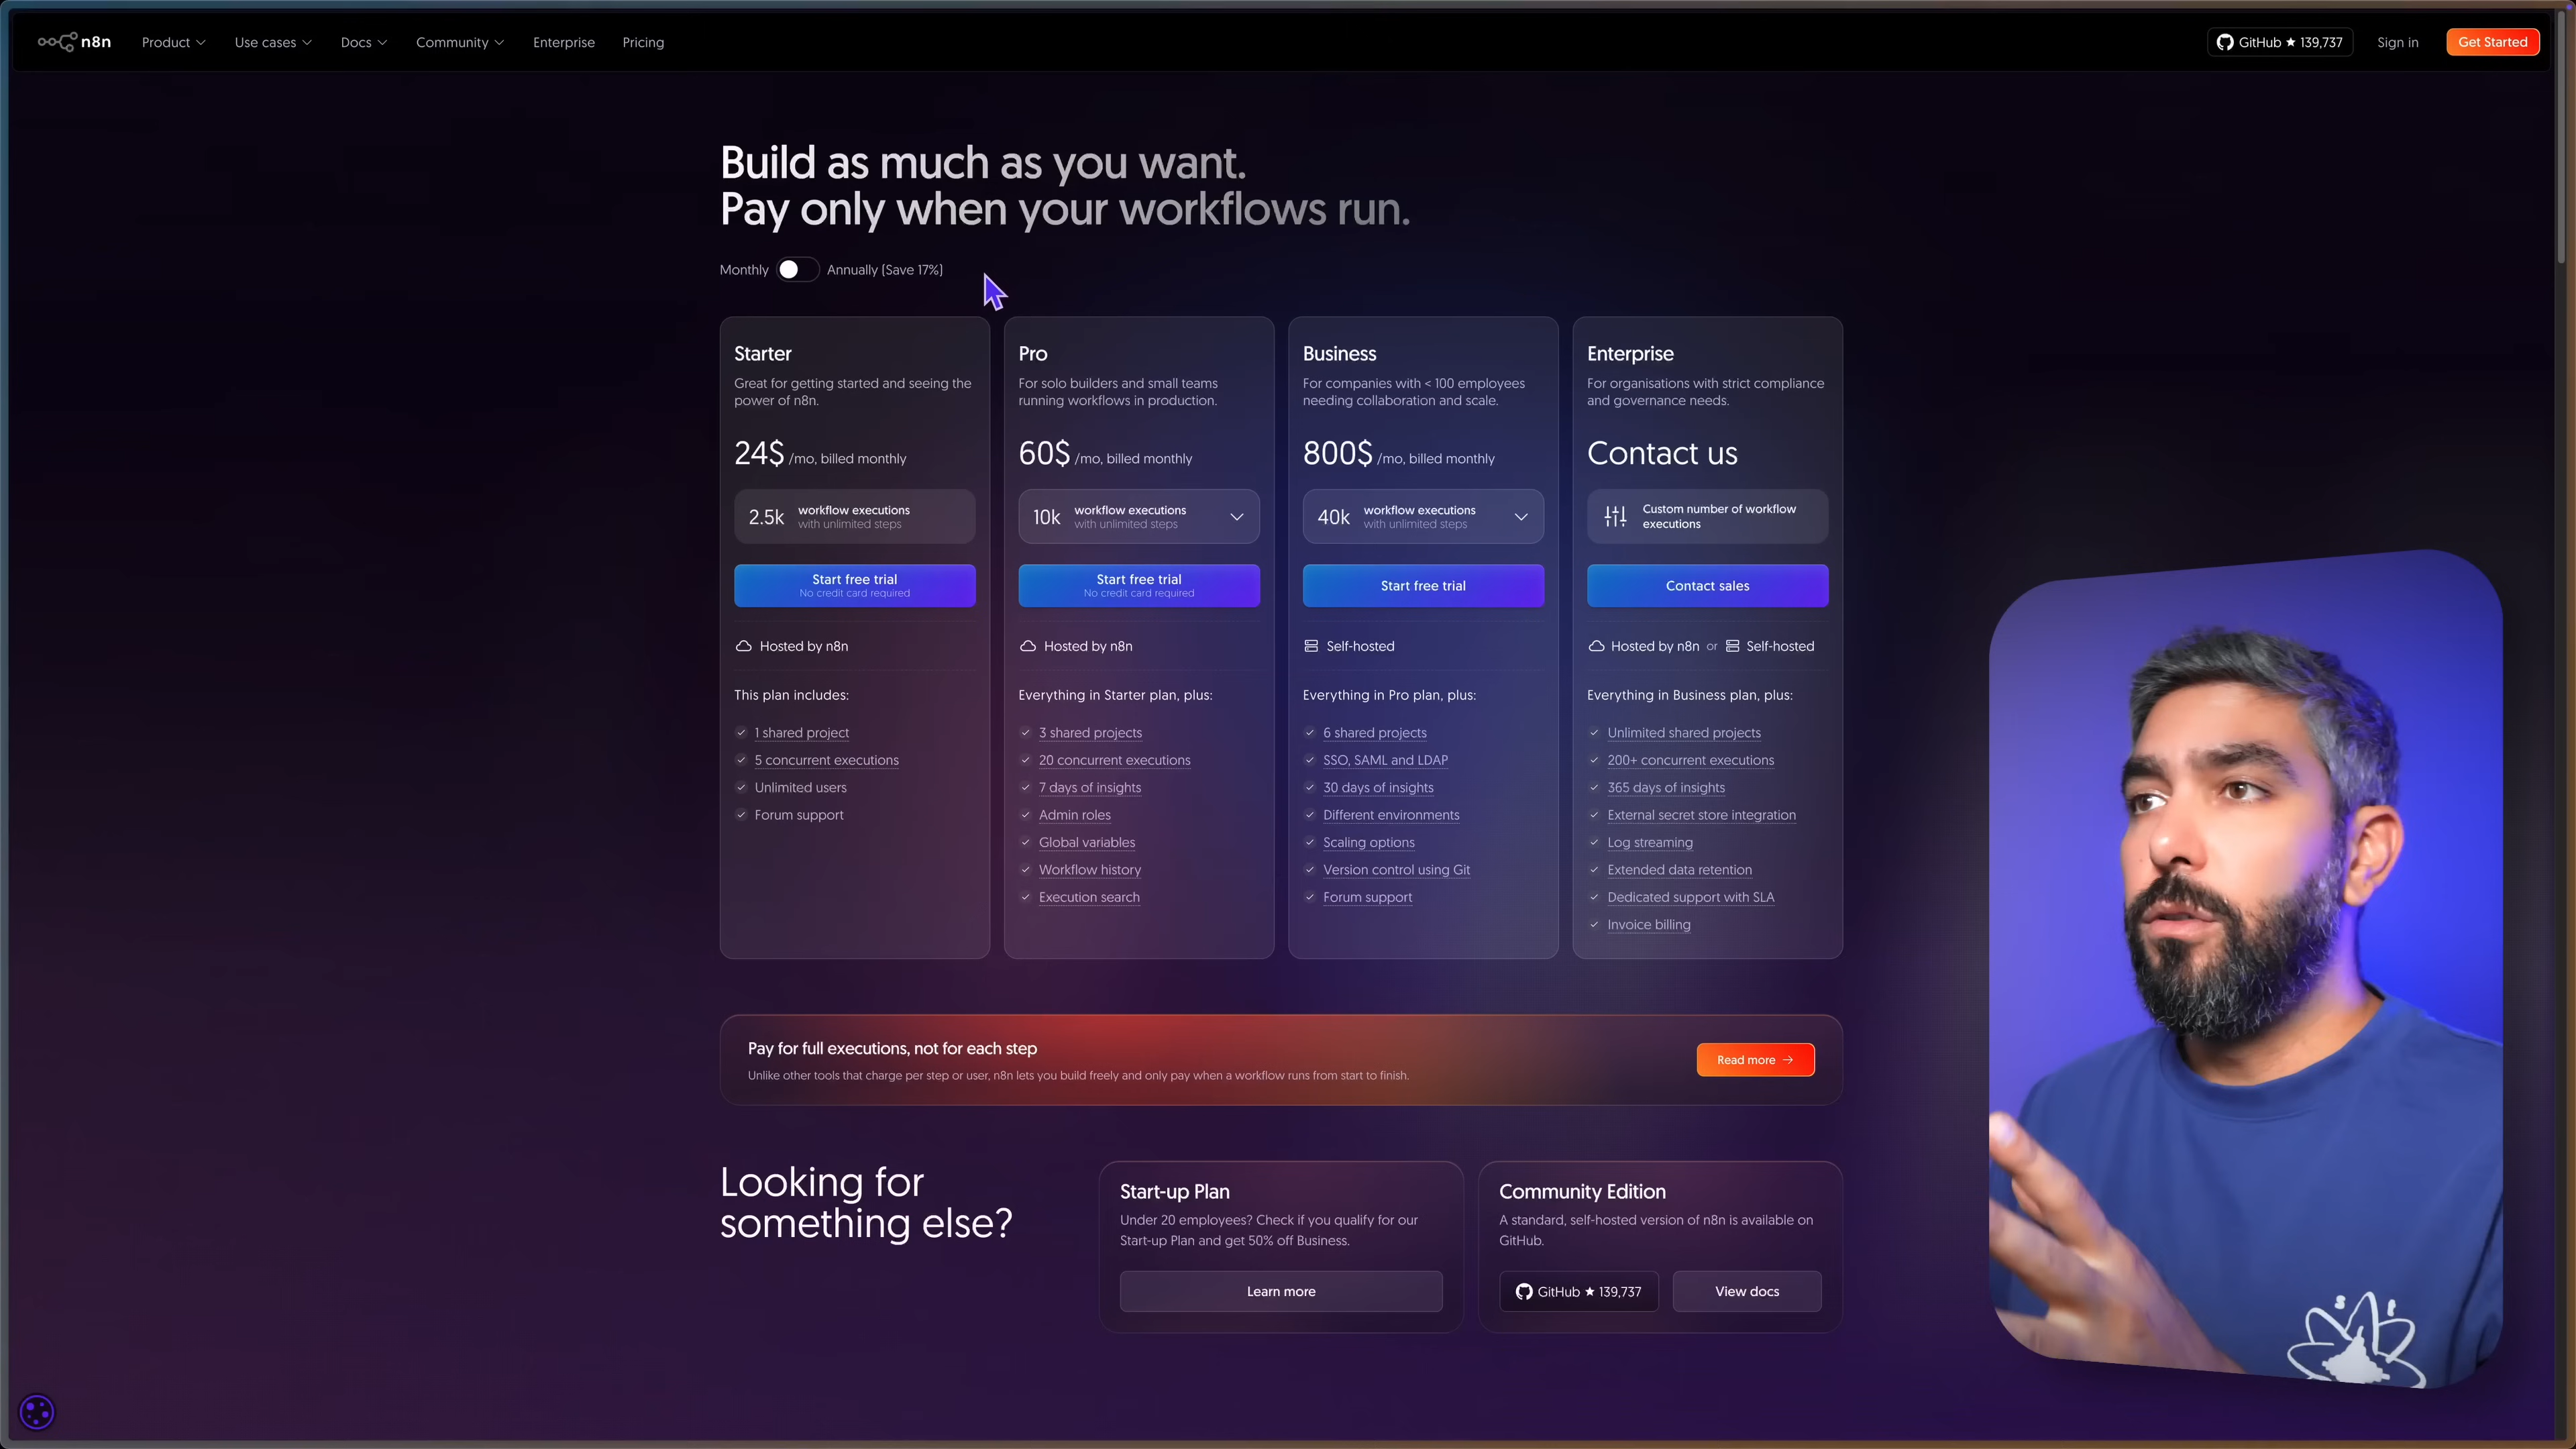 n8n
Product
Use cases
Docs
Community
Enterprise
Pricing
GitHub ★ 139,737
Sign in
Get Started
Build as much as you want.
Pay only when your workflows run.
Monthly
Annually (Save 17%)
Starter
Great for getting started and seeing the
power of n8n.
24$ /mo, billed monthly
2.5k
workflow executions
with unlimited steps
Start free trial
No credit card required
Hosted by n8n
This plan includes:
1 shared project
5 concurrent executions
Unlimited users
Forum support
Pro
For solo builders and small teams
running workflows in production.
60$ /mo, billed monthly
10k
workflow executions
with unlimited steps
Start free trial
No credit card required
Hosted by n8n
Everything in Starter plan, plus:
3 shared projects
20 concurrent executions
7 days of insights
Admin roles
Global variables
Workflow history
Execution search
Business
For companies with < 100 employees
needing collaboration and scale.
800$ /mo, billed monthly
40k
workflow executions
with unlimited steps
Start free trial
Self-hosted
Everything in Pro plan, plus:
6 shared projects
SSO, SAML and LDAP
30 days of insights
Different environments
Scaling options
Version control using Git
Forum support
Enterprise
For organisations with strict compliance
and governance needs.
Contact us
Custom number of workflow
executions
Contact sales
Hosted by n8n or Self-hosted
Everything in Business plan, plus:
Unlimited shared projects
200+ concurrent executions
365 days of insights
External secret store integration
Log streaming
Extended data retention
Dedicated support with SLA
Invoice billing
Pay for full executions, not for each step
Unlike other tools that charge per step or user, n8n lets you build freely and only pay when a workflow runs from start to finish.
Read more →
Looking for
something else?
Start-up Plan
Under 20 employees? Check if you qualify for our
Start-up Plan and get 50% off Business.
Learn more
Community Edition
A standard, self-hosted version of n8n is available on
GitHub.
GitHub ★ 139,737
View docs